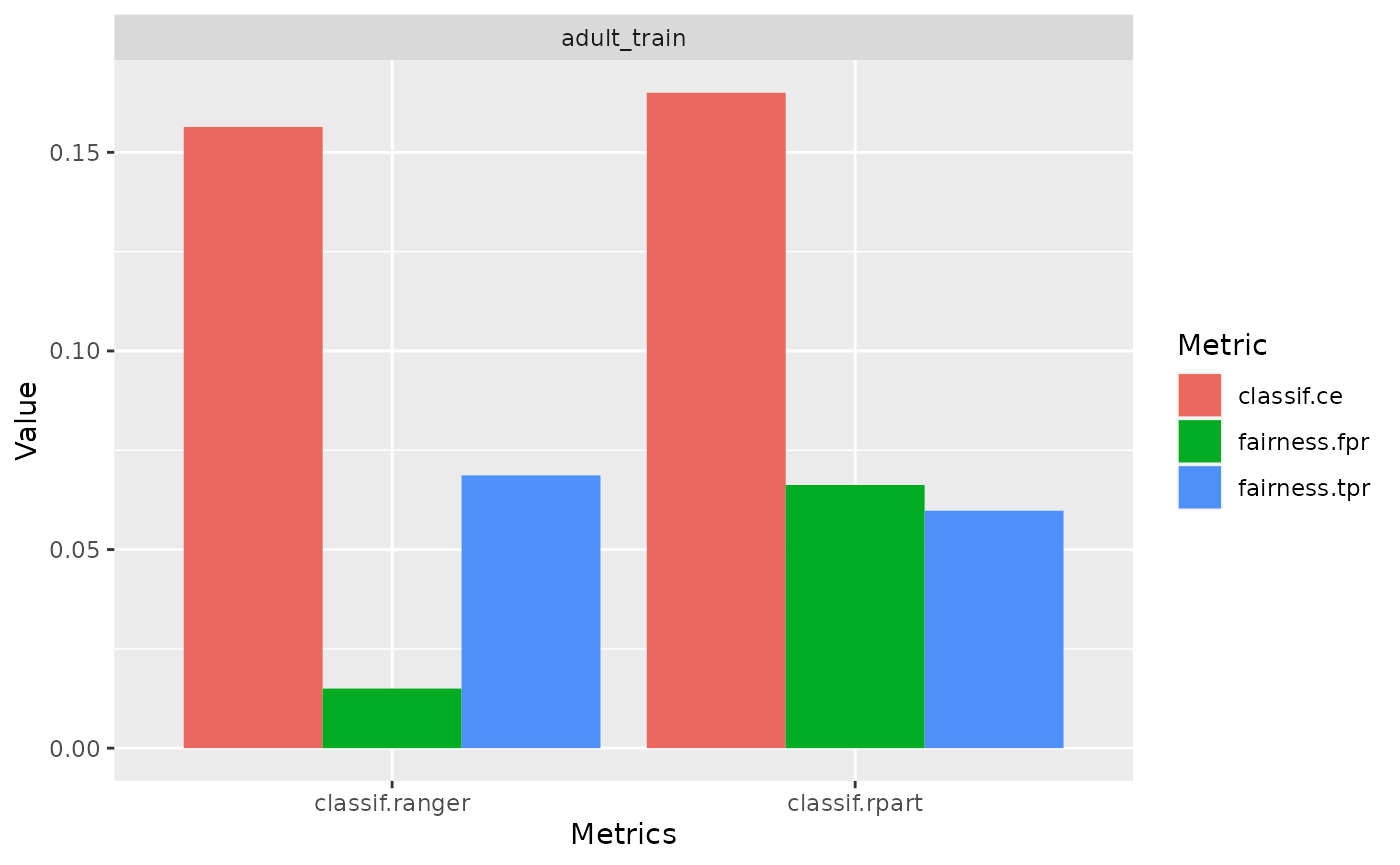 adult_train
Value
0.15
0.10
0.05
0.00
classif.ranger
classif.rpart
Metrics
Metric
classif.ce
fairness.fpr
fairness.tpr